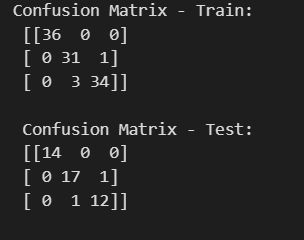 Confusion Matrix - Train:
[[36  0  0]
[ 0 31  1]
[ 0  3 34]]
Confusion Matrix - Test:
[[14  0  0]
[ 0 17  1]
[ 0  1 12]]